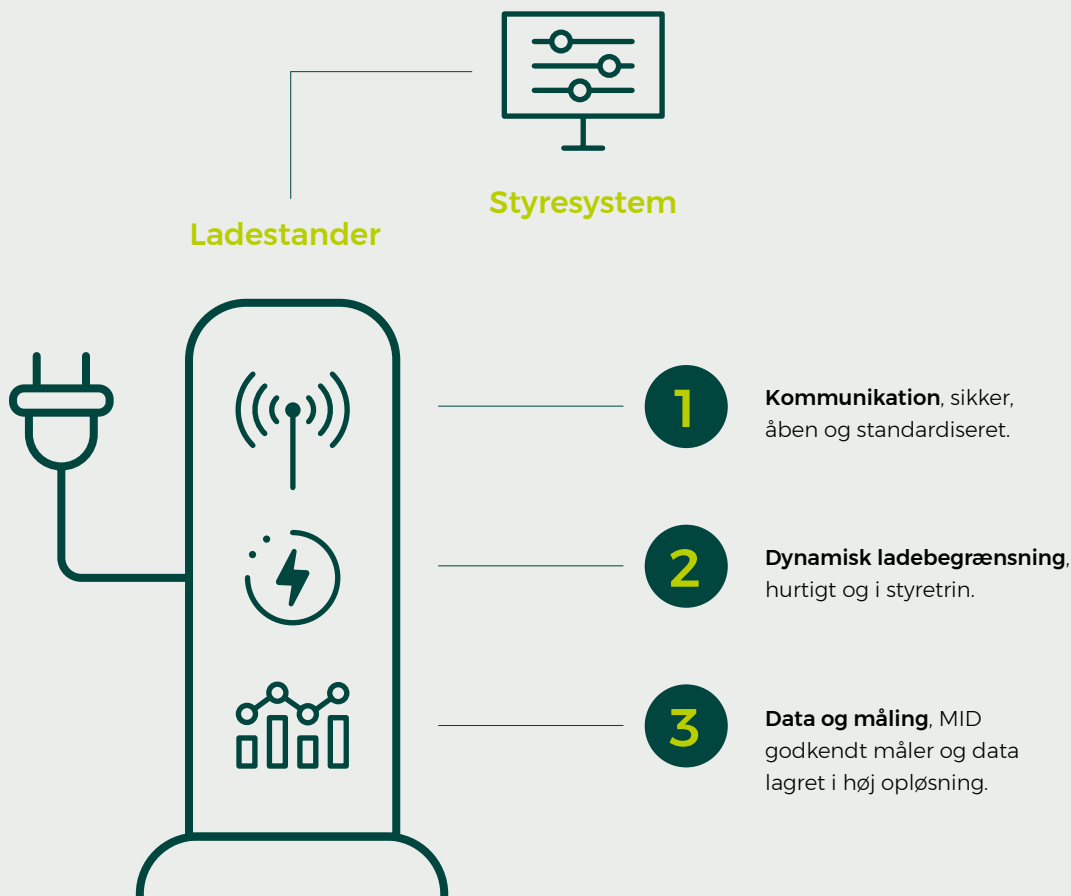 Styresystem
Ladestander
1
Kommunikation, sikker,
åben og standardiseret.
2
Dynamisk ladebegrænsning,
hurtigt og i styretrin.
3
Data og måling, MID
godkendt måler og data
lagret i høj opløsning.